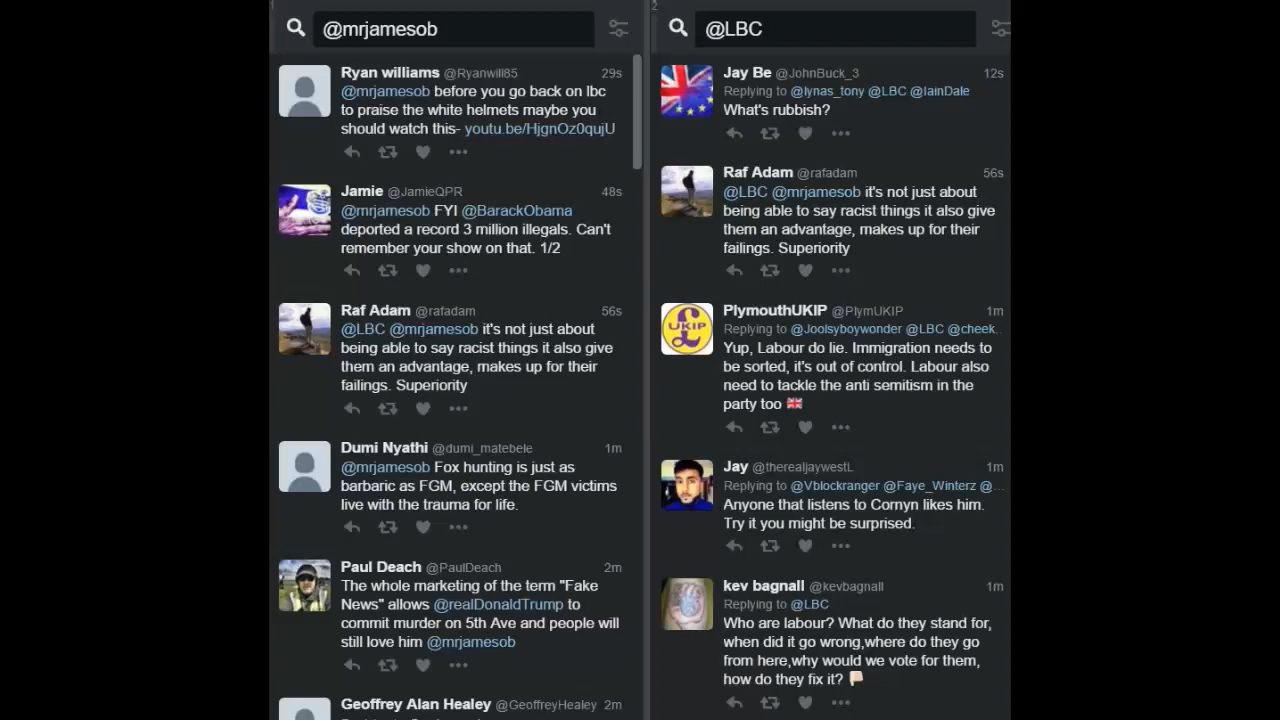 1
@mrjamesob
Ryan williams @Ryanwill85 29s
@mrjamesob before you go back on lbc
to praise the white helmets maybe you
should watch this- youtu.be/HjgnOz0qujU
Jamie @JamieQPR 48s
@mrjamesob FYI @BarackObama
deported a record 3 million illegals. Can't
remember your show on that. 1/2
Raf Adam @rafadam 56s
@LBC @mrjamesob it's not just about
being able to say racist things it also give
them an advantage, makes up for their
failings. Superiority
Dumi Nyathi @dumi_matebele 1m
@mrjamesob Fox hunting is just as
barbaric as FGM, except the FGM victims
live with the trauma for life.
Paul Deach @PaulDeach 2m
The whole marketing of the term "Fake
News" allows @realDonaldTrump to
commit murder on 5th Ave and people will
still love him @mrjamesob
Geoffrey Alan Healey @GeoffreyHealey 2m
2
@LBC
Jay Be @JohnBuck_3 12s
Replying to @lynas_tony @LBC @IainDale
What's rubbish?
Raf Adam @rafadam 56s
@LBC @mrjamesob it's not just about
being able to say racist things it also give
them an advantage, makes up for their
failings. Superiority
PlymouthUKIP @PlymUKIP 1m
Replying to @Joolsyboywonder @LBC @cheek..
UKIP
Yup, Labour do lie. Immigration needs to
be sorted, it's out of control. Labour also
need to tackle the anti semitism in the
party too 🇬🇧
Jay @therealjaywestL 1m
Replying to @Vblockranger @Faye_Winterz @...
Anyone that listens to Cornyn likes him.
Try it you might be surprised.
kev bagnall @kevbagnall 1m
Replying to @LBC
Who are labour? What do they stand for,
when did it go wrong,where do they go
from here,why would we vote for them,
how do they fix it? 👎🏻